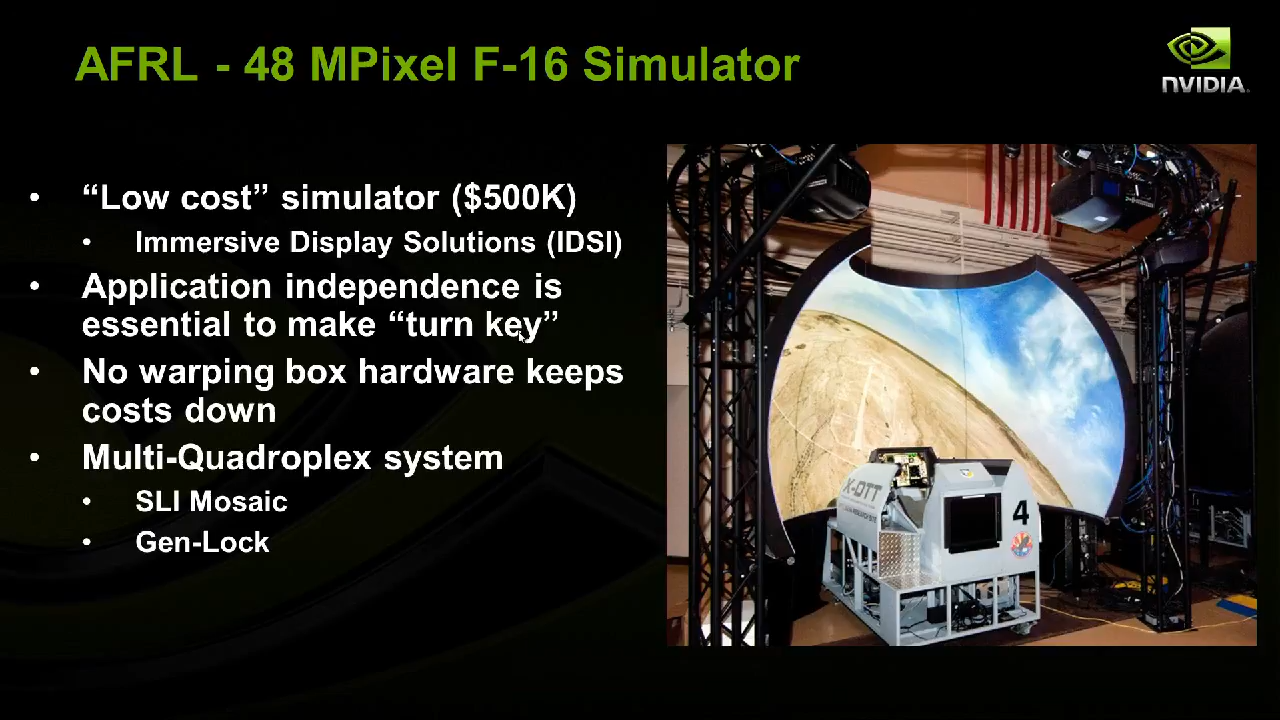 AFRL - 48 MPixel F-16 Simulator
NVIDIA
• “Low cost” simulator ($500K)
• Immersive Display Solutions (IDSI)
• Application independence is
essential to make “turn key”
• No warping box hardware keeps
costs down
• Multi-Quadroplex system
• SLI Mosaic
• Gen-Lock
X-DTT
4